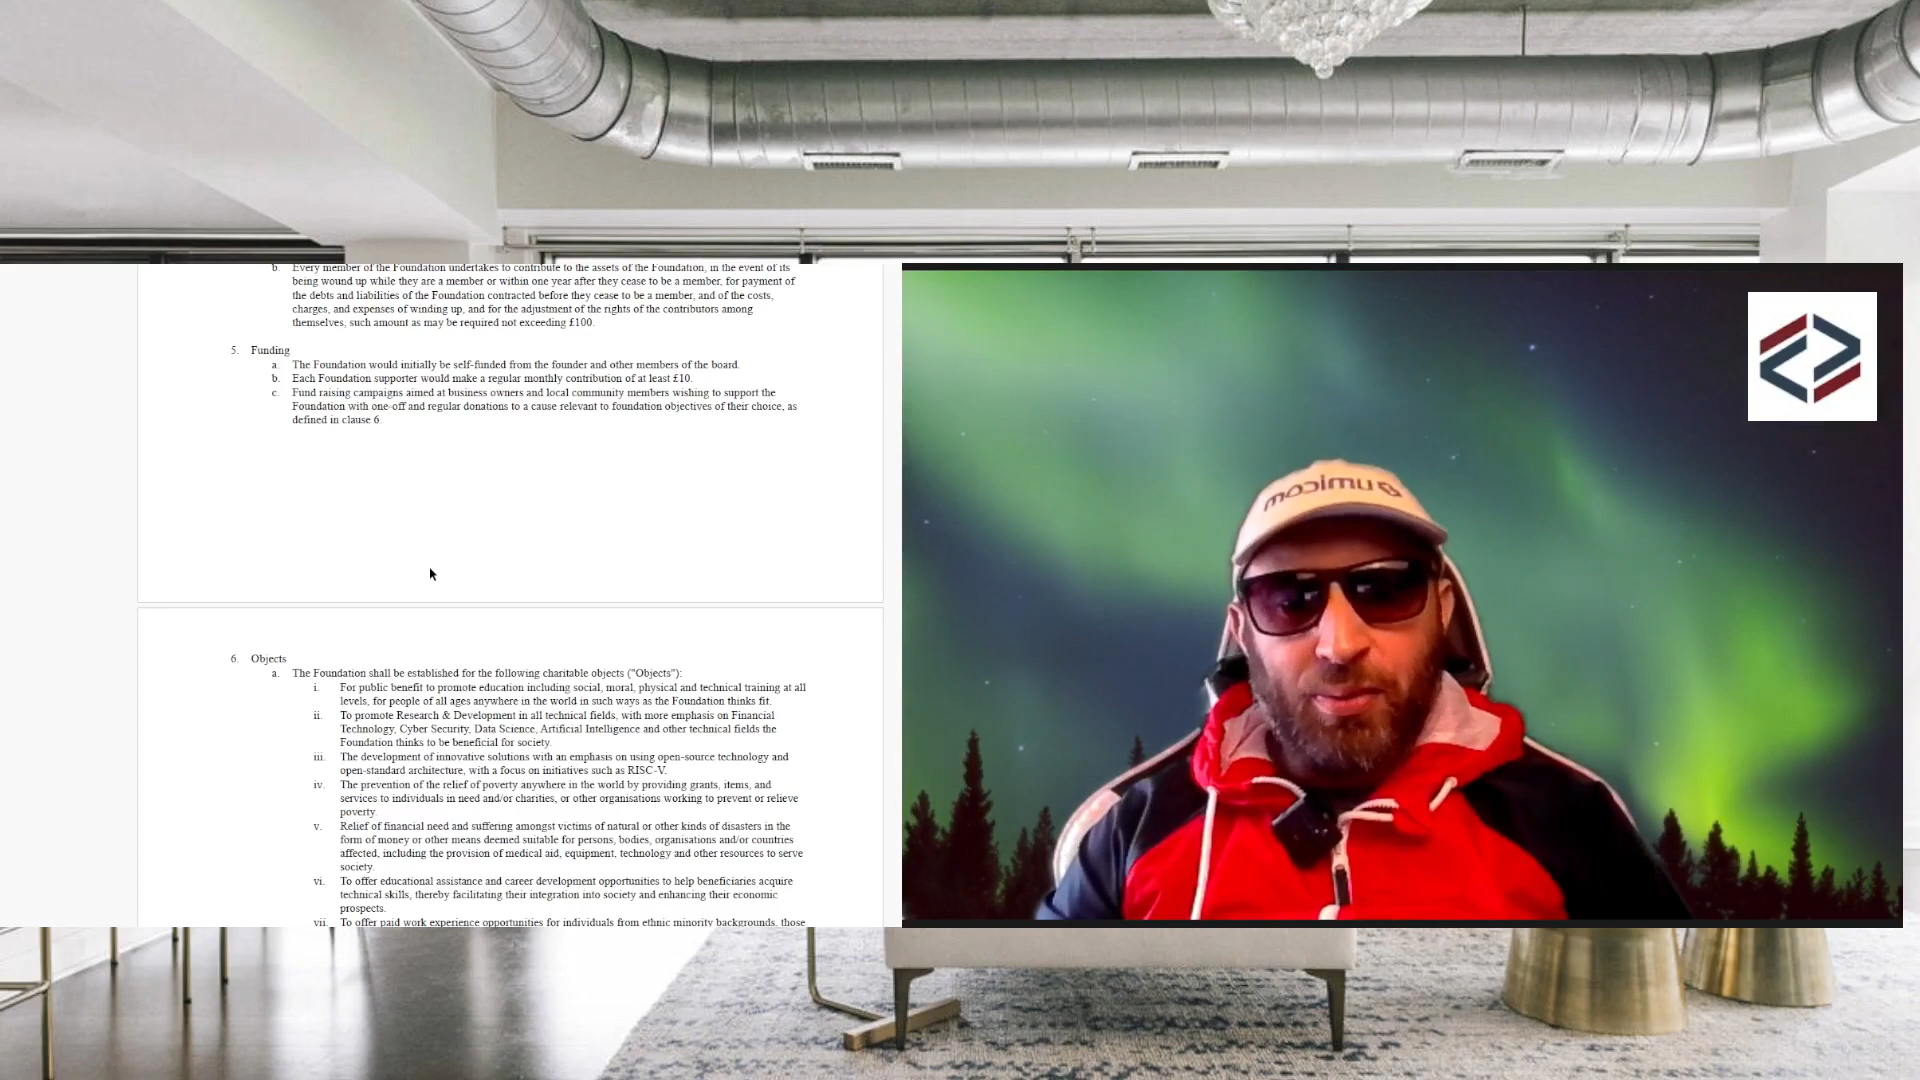 b. Every member of the Foundation undertakes to contribute to the assets of the Foundation, in the event of its
being wound up while they are a member or within one year after they cease to be a member, for payment of
the debts and liabilities of the Foundation contracted before they cease to be a member, and of the costs,
charges, and expenses of winding up, and for the adjustment of the rights of the contributors among
themselves, such amount as may be required not exceeding £100.
5. Funding
a. The Foundation would initially be self-funded from the founder and other members of the board.
b. Each Foundation supporter would make a regular monthly contribution of at least £10.
c. Fund raising campaigns aimed at business owners and local community members wishing to support the
Foundation with one-off and regular donations to a cause relevant to foundation objectives of their choice, as
defined in clause 6.
6. Objects
a. The Foundation shall be established for the following charitable objects ("Objects"):
i. For public benefit to promote education including social, moral, physical and technical training at all
levels, for people of all ages anywhere in the world in such ways as the Foundation thinks fit.
ii. To promote Research & Development in all technical fields, with more emphasis on Financial
Technology, Cyber Security, Data Science, Artificial Intelligence and other technical fields the
Foundation thinks to be beneficial for society.
iii. The development of innovative solutions with an emphasis on using open-source technology and
open-standard architecture, with a focus on initiatives such as RISC-V.
iv. The prevention of the relief of poverty anywhere in the world by providing grants, items, and
services to individuals in need and/or charities, or other organisations working to prevent or relieve
poverty.
v. Relief of financial need and suffering amongst victims of natural or other kinds of disasters in the
form of money or other means deemed suitable for persons, bodies, organisations and/or countries
affected, including the provision of medical aid, equipment, technology and other resources to serve
society.
vi. To offer educational assistance and career development opportunities to help beneficiaries acquire
technical skills, thereby facilitating their integration into society and enhancing their economic
prospects.
vii. To offer paid work experience opportunities for individuals from ethnic minority backgrounds, those
umicom